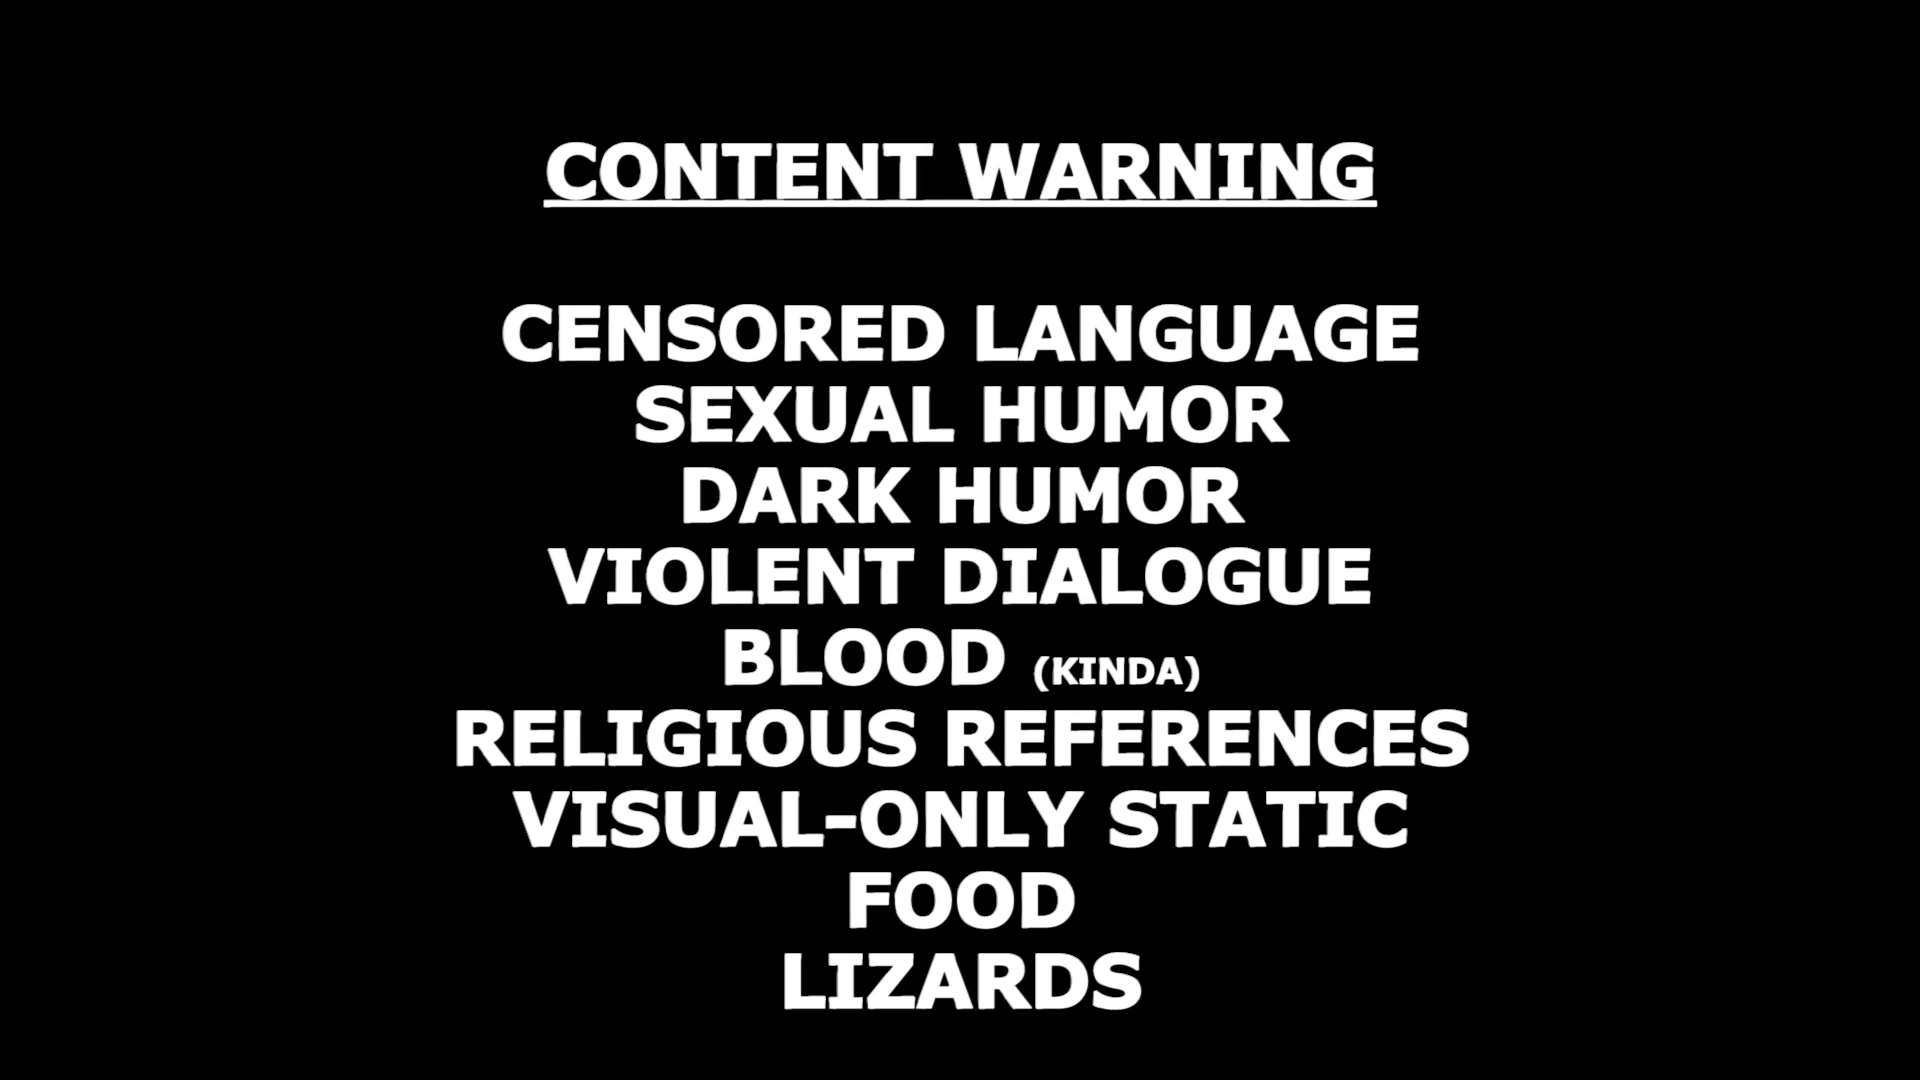 CONTENT WARNING
CENSORED LANGUAGE
SEXUAL HUMOR
DARK HUMOR
VIOLENT DIALOGUE
BLOOD (KINDA)
RELIGIOUS REFERENCES
VISUAL-ONLY STATIC
FOOD
LIZARDS